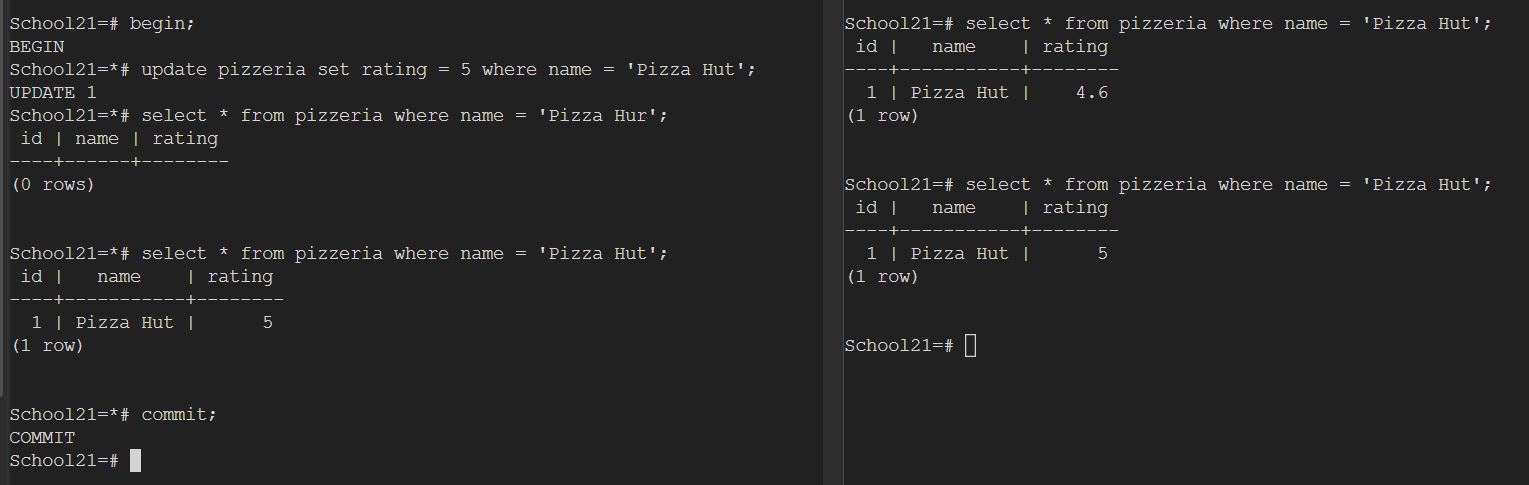 School21=# begin;
BEGIN
School21=*# update pizzeria set rating = 5 where name = 'Pizza Hut';
UPDATE 1
School21=*# select * from pizzeria where name = 'Pizza Hur';
 id | name | rating
----+------+--------
(0 rows)
School21=*# select * from pizzeria where name = 'Pizza Hut';
 id |   name    | rating
----+-----------+--------
  1 | Pizza Hut |      5
(1 row)
School21=*# commit;
COMMIT
School21=#
School21=# select * from pizzeria where name = 'Pizza Hut';
 id |   name    | rating
----+-----------+--------
  1 | Pizza Hut |    4.6
(1 row)
School21=# select * from pizzeria where name = 'Pizza Hut';
 id |   name    | rating
----+-----------+--------
  1 | Pizza Hut |      5
(1 row)
School21=#